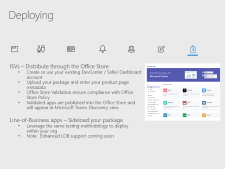 Deploying
ISVs – Distribute through the Office Store
• Create or use your existing DevCenter / Seller Dashboard
account
• Upload your package and enter your product page
metadata
• Office Store Validation ensure compliance with Office
Store Policy
• Validated apps are published into the Office Store and
will appear in Microsoft Teams Discovery view
Line-of-Business apps – Sideload your package
• Leverage the same testing methodology to deploy
within your org
• Note: Enhanced LOB support coming soon